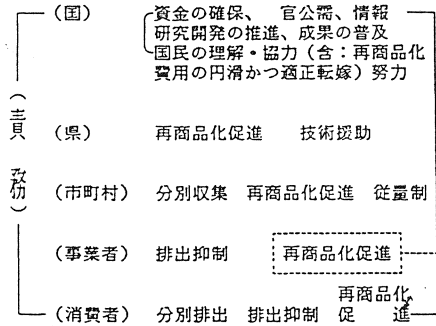 (国) 資金の確保、 官公需、情報
研究開発の推進、成果の普及
国民の理解・協力 (含:再商品化
費用の円滑かつ適正転嫁) 努力
(責務)
(県) 再商品化促進 技術援助
(市町村) 分別収集 再商品化促進 従量制
(事業者) 排出抑制 再商品化促進
(消費者) 分別排出 排出抑制 再商品化
促 進